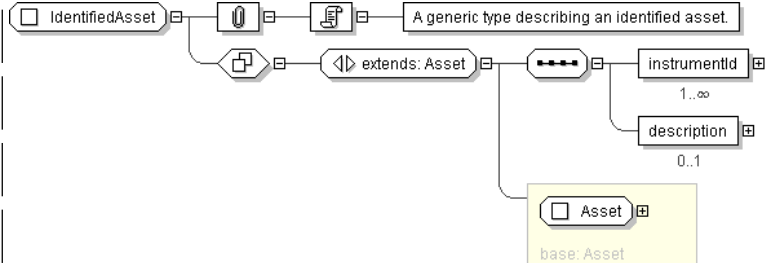 IdentifiedAsset
A generic type describing an identified asset.
extends: Asset
instrumentId
1..∞
description
0..1
Asset
base: Asset